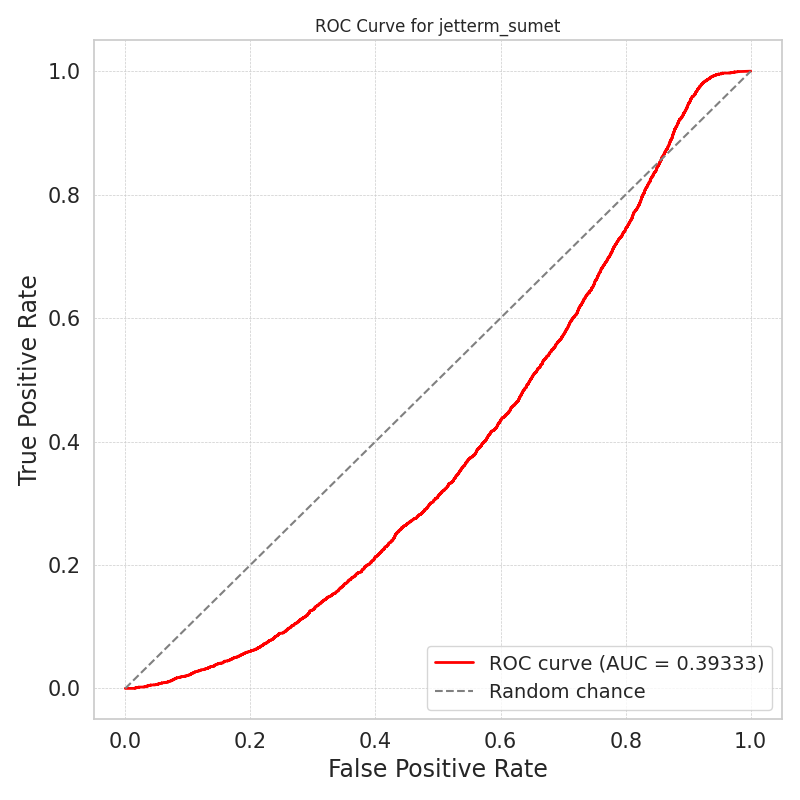 ROC Curve for jetterm_sumet
1.0
0.8
0.6
0.4
0.2
0.0
True Positive Rate
ROC curve (AUC = 0.39333)
Random chance
0.0 0.2 0.4 0.6 0.8 1.0
False Positive Rate